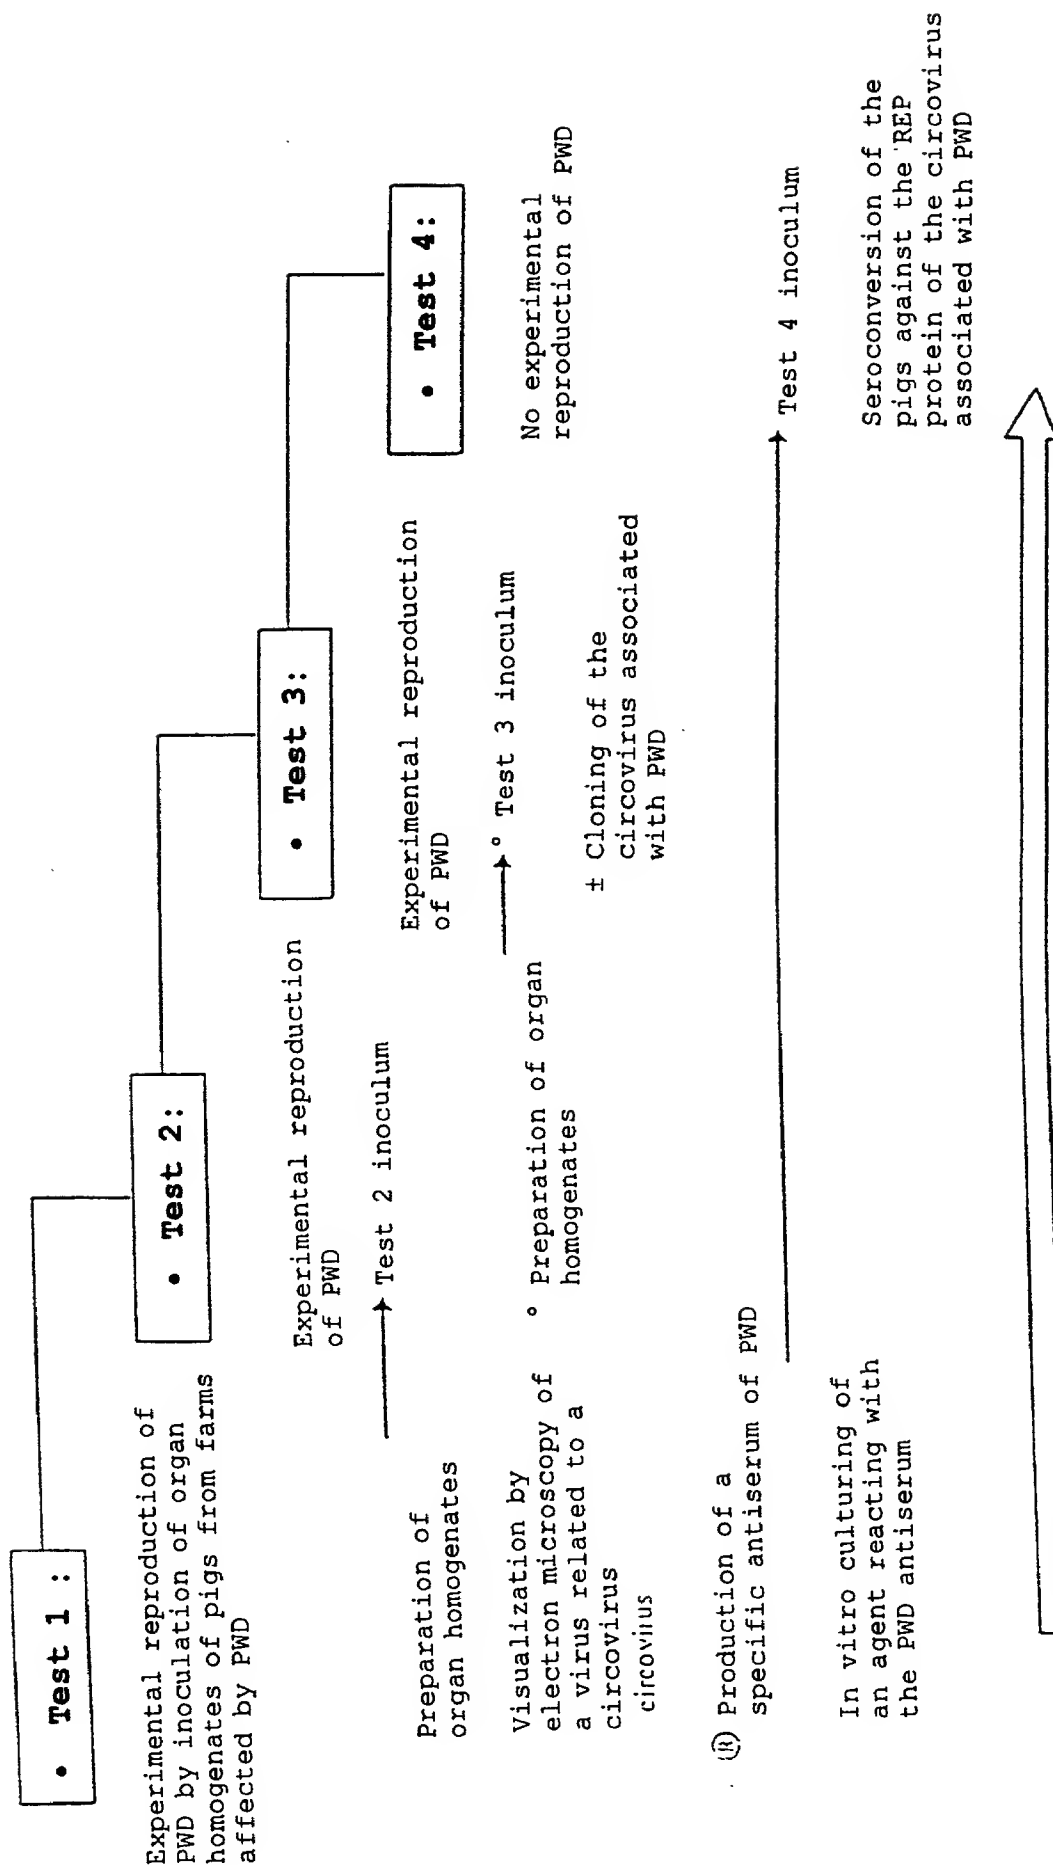 • Test 1 :
Experimental reproduction of
PWD by inoculation of organ
homogenates of pigs from farms
affected by PWD
Preparation of
organ homogenates
Visualization by
electron microscopy of
a virus related to a
circovirus
circovirus
(R) Production of a
specific antiserum of PWD
In vitro culturing of
an agent reacting with
the PWD antiserum
• Test 2:
Experimental reproduction
of PWD
Test 2 inoculum
° Preparation of organ
homogenates
• Test 3:
Experimental reproduction
of PWD
° Test 3 inoculum
± Cloning of the
circovirus associated
with PWD
• Test 4:
No experimental
reproduction of PWD
Test 4 inoculum
Seroconversion of the
pigs against the REP
protein of the circovirus
associated with PWD